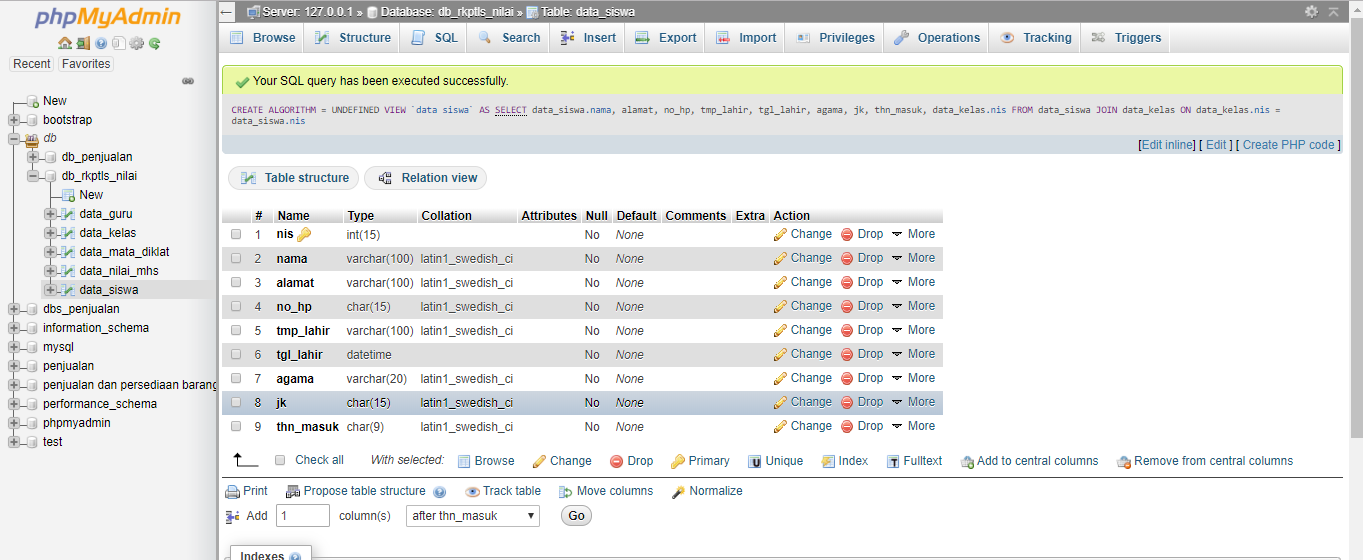 phpMyAdmin
Recent Favorites
New
bootstrap
db
db_penjualan
db_rkptls_nilai
New
data_guru
data_kelas
data_mata_diklat
data_nilai_mhs
data_siswa
dbs_penjualan
information_schema
mysql
penjualan
penjualan dan persediaan barang
performance_schema
phpmyadmin
test
Server: 127.0.0.1 » Database: db_rkptls_nilai » Table: data_siswa
Browse Structure SQL Search Insert Export Import Privileges Operations Tracking Triggers
Your SQL query has been executed successfully.
CREATE ALGORITHM = UNDEFINED VIEW `data siswa` AS SELECT data_siswa.nama, alamat, no_hp, tmp_lahir, tgl_lahir, agama, jk, thn_masuk, data_kelas.nis FROM data_siswa JOIN data_kelas ON data_kelas.nis =
data_siswa.nis
[Edit inline] [ Edit ] [ Create PHP code ]
Table structure Relation view
# Name Type Collation Attributes Null Default Comments Extra Action
1 nis int(15) No None Change Drop More
2 nama varchar(100) latin1_swedish_ci No None Change Drop More
3 alamat varchar(100) latin1_swedish_ci No None Change Drop More
4 no_hp char(15) latin1_swedish_ci No None Change Drop More
5 tmp_lahir varchar(100) latin1_swedish_ci No None Change Drop More
6 tgl_lahir datetime No None Change Drop More
7 agama varchar(20) latin1_swedish_ci No None Change Drop More
8 jk char(15) latin1_swedish_ci No None Change Drop More
9 thn_masuk char(9) latin1_swedish_ci No None Change Drop More
Check all With selected: Browse Change Drop Primary Unique Index Fulltext Add to central columns Remove from central columns
Print Propose table structure Track table Move columns Normalize
Add 1 column(s) after thn_masuk Go
Indexes